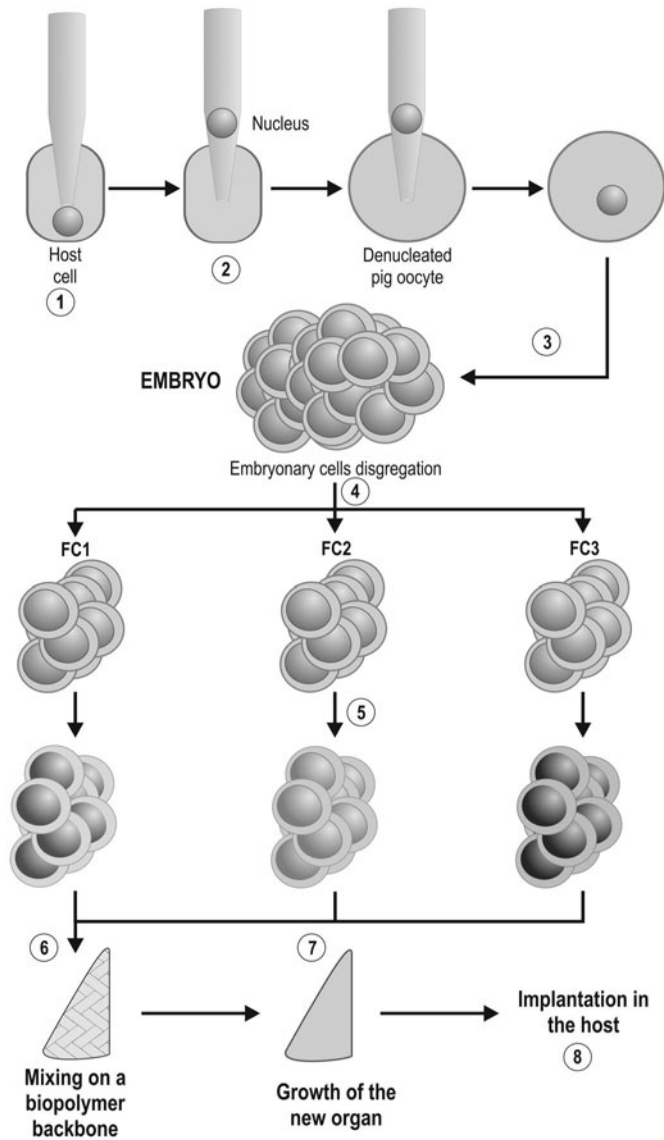 Nucleus
Host
cell
1
2
Denucleated
pig oocyte
3
EMBRYO
Embryonary cells disgregation
4
FC1 FC2 FC3
5
6
7
Mixing on a
biopolymer
backbone
Growth of the
new organ
Implantation in
the host
8